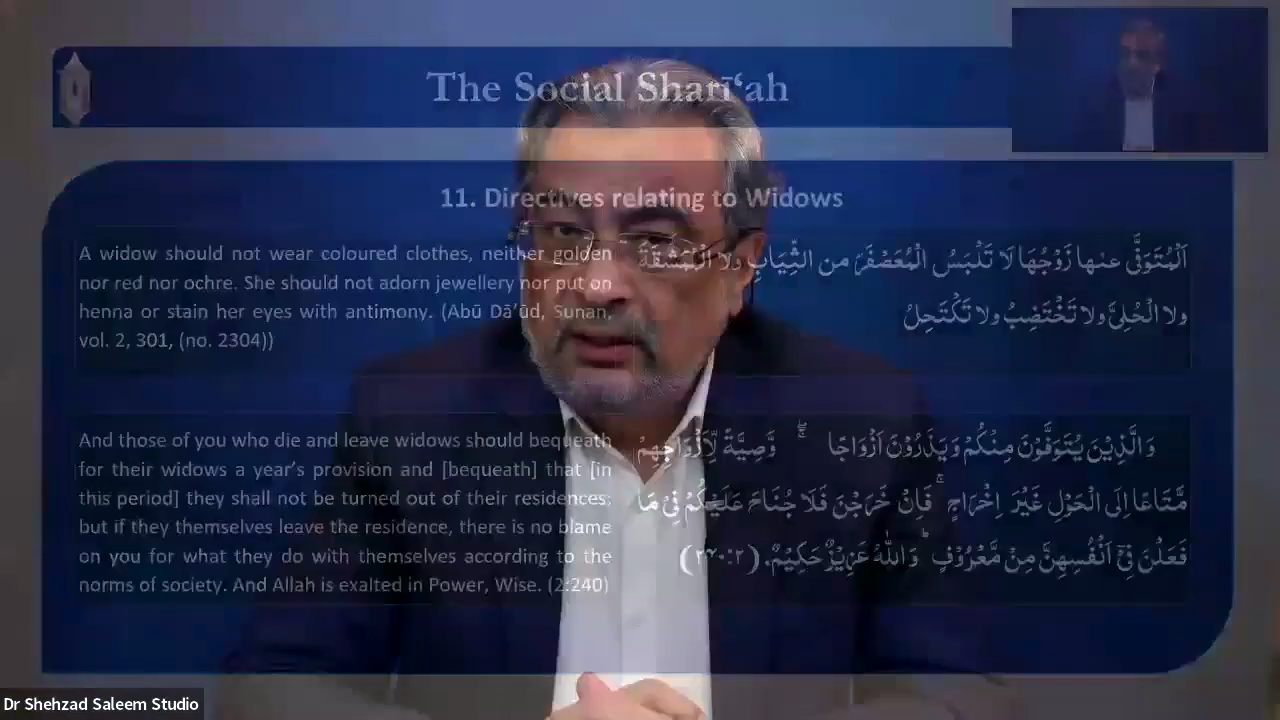 The Social Sharī‘ah
11. Directives relating to Widows
A widow should not wear coloured clothes, neither golden
nor red nor ochre. She should not adorn jewellery nor put on
henna or stain her eyes with antimony. (Abū Dā’ūd, Sunan,
vol. 2, 301, (no. 2304))
اَلْمُتَوَفَّى عنها زَوْجُهَا لَا تَلْبَسُ الْمُعَصْفَرَ من الثِّيَابِ ولا الْمُمَشَّقَةَ
ولا الْحُلِيَّ ولا تَخْتَضِبُ ولا تَكْتَحِلُ
And those of you who die and leave widows should bequeath
for their widows a year’s provision and [bequeath] that [in
this period] they shall not be turned out of their residences;
but if they themselves leave the residence, there is no blame
on you for what they do with themselves according to the
norms of society. And Allah is exalted in Power, Wise. (2:240)
وَالَّذِيْنَ يُتَوَفَّوْنَ مِنْكُمْ وَيَذَرُوْنَ اَزْوَاجًا ۖ وَّصِيَّةً لِّاَزْوَاجِهِمْ
مَّتَاعًا اِلَى الْحَوْلِ غَيْرَ اِخْرَاجٍ ۚ فَاِنْ خَرَجْنَ فَلَا جُنَاحَ عَلَيْكُمْ فِيْ مَا
فَعَلْنَ فِيْٓ اَنْفُسِهِنَّ مِنْ مَّعْرُوْفٍ ؕ وَاللّٰهُ عَزِيْزٌ حَكِيْمٌ. (۲:۲۴۰)
Dr Shehzad Saleem Studio